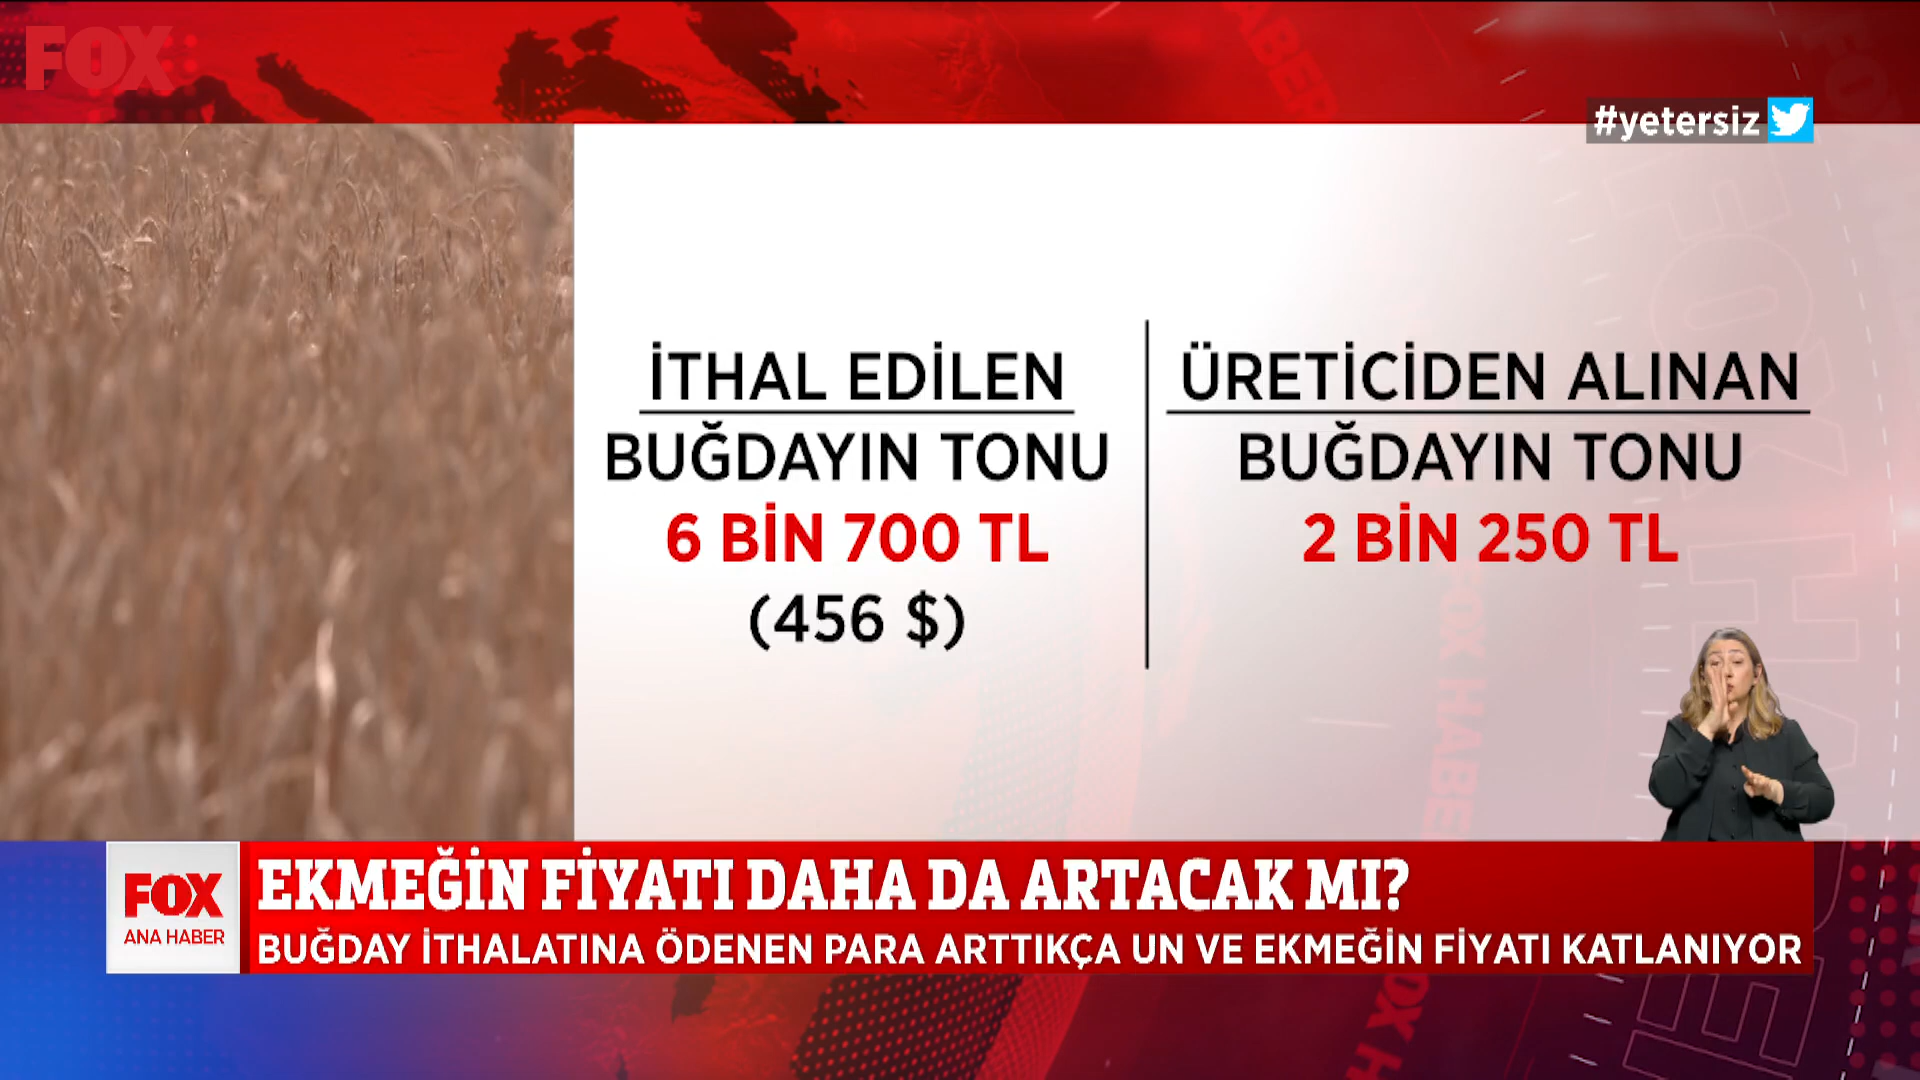 FOX
#yetersiz
İTHAL EDİLEN
BUĞDAYIN TONU
6 BİN 700 TL
(456 $)
ÜRETİCİDEN ALINAN
BUĞDAYIN TONU
2 BİN 250 TL
FOX HABER
FOX
ANA HABER
EKMEĞİN FİYATI DAHA DA ARTACAK MI?
BUĞDAY İTHALATINA ÖDENEN PARA ARTTIKÇA UN VE EKMEĞİN FİYATI KATLANIYOR